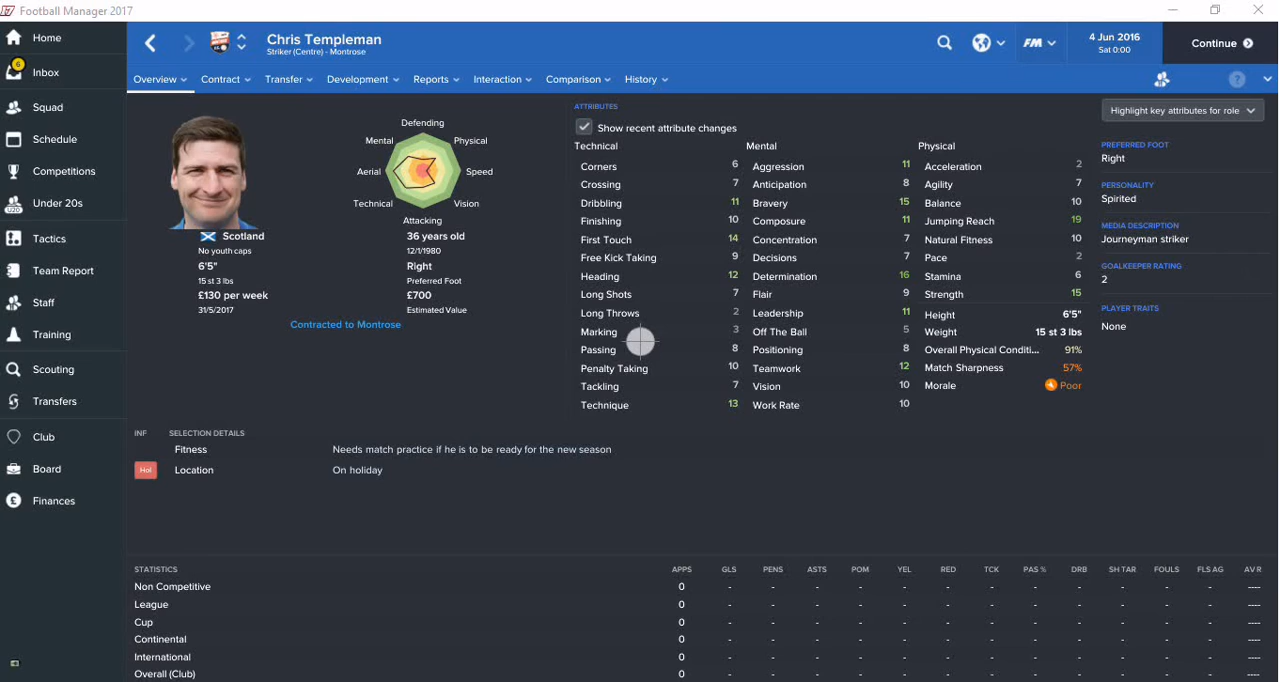 Football Manager 2017
Home
Inbox
6
Squad
Schedule
Competitions
Under 20s
U20
Tactics
Team Report
Staff
Training
Scouting
Transfers
Club
Board
Finances
Chris Templeman
Striker (Centre) - Montrose
FM
4 Jun 2016
Sat 0:00
Continue
Overview Contract Transfer Development Reports Interaction Comparison History
?
Defending
Mental Physical
Aerial Speed
Technical Vision
Attacking
Scotland
No youth caps
6'5"
15 st 3 lbs
£130 per week
31/5/2017
36 years old
12/1/1980
Right
Preferred Foot
£700
Estimated Value
Contracted to Montrose
ATTRIBUTES
Show recent attribute changes
Highlight key attributes for role
Technical
Corners 6
Crossing 7
Dribbling 11
Finishing 10
First Touch 14
Free Kick Taking 9
Heading 12
Long Shots 7
Long Throws 2
Marking 3
Passing 8
Penalty Taking 10
Tackling 7
Technique 13
Mental
Aggression 11
Anticipation 8
Bravery 15
Composure 11
Concentration 7
Decisions 7
Determination 16
Flair 9
Leadership 11
Off The Ball 5
Positioning 8
Teamwork 12
Vision 10
Work Rate 10
Physical
Acceleration 2
Agility 7
Balance 10
Jumping Reach 19
Natural Fitness 10
Pace 2
Stamina 6
Strength 15
Height 6'5"
Weight 15 st 3 lbs
Overall Physical Conditi... 91%
Match Sharpness 57%
Morale Poor
PREFERRED FOOT
Right
PERSONALITY
Spirited
MEDIA DESCRIPTION
Journeyman striker
GOALKEEPER RATING
2
PLAYER TRAITS
None
INF SELECTION DETAILS
Fitness Needs match practice if he is to be ready for the new season
Hol Location On holiday
STATISTICS APPS GLS PENS ASTS POM YEL RED TCK PAS % DRB SH TAR FOULS FLS AG AV R
Non Competitive 0 - - - - - - - - - - - - ----
League 0 - - - - - - - - - - - - ----
Cup 0 - - - - - - - - - - - - ----
Continental 0 - - - - - - - - - - - - ----
International 0 - - - - - - - - - - - - ----
Overall (Club) 0 - - - - - - - - - - - - ----